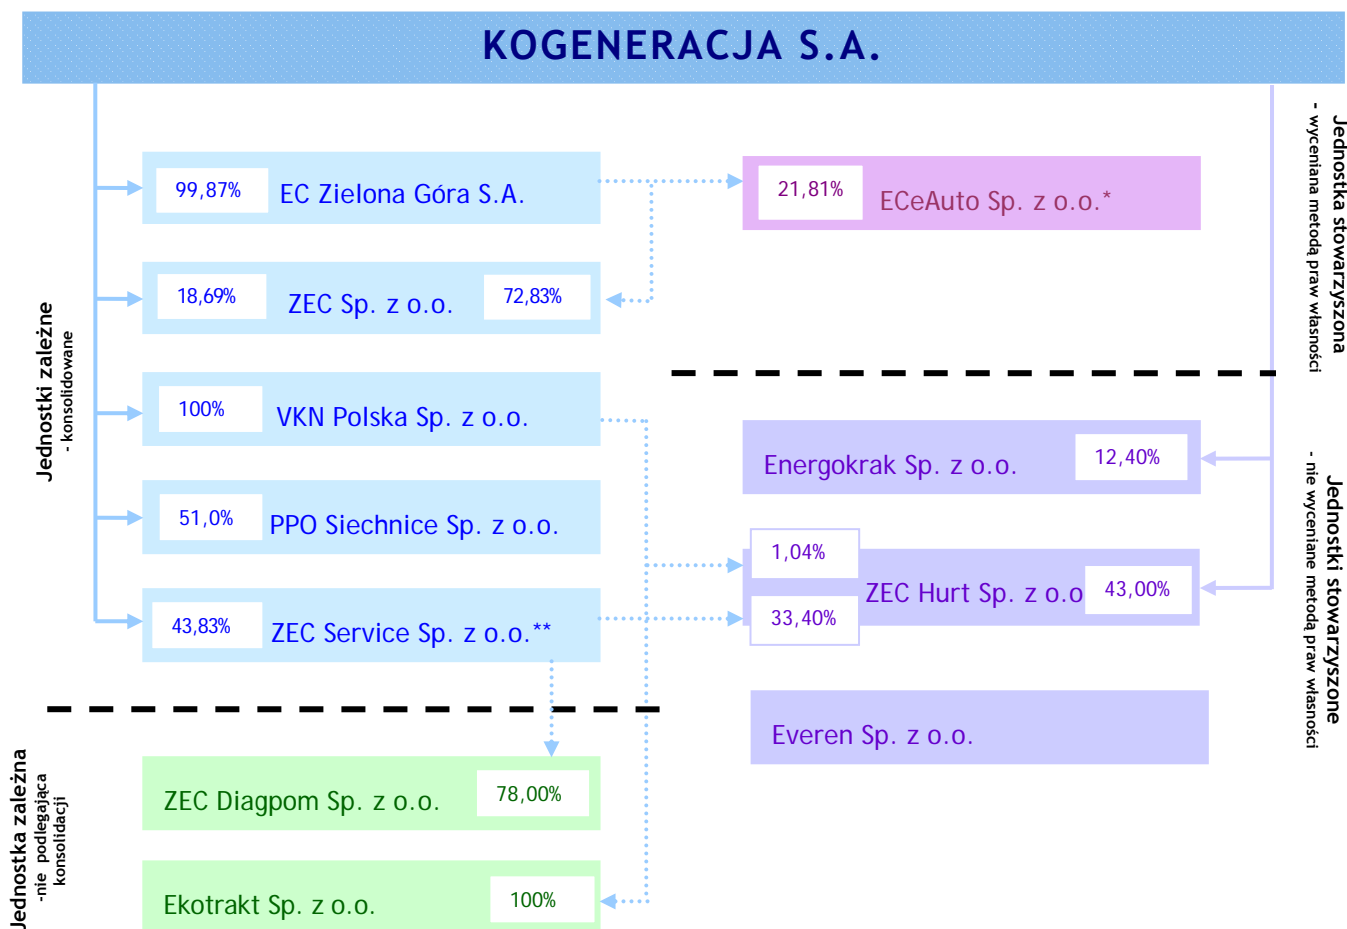 KOGENERACJA S.A.
Jednostki zależne
- konsolidowane
99,87%
EC Zielona Góra S.A.
18,69%
ZEC Sp. z o.o.
72,83%
100%
VKN Polska Sp. z o.o.
51,0%
PPO Siechnice Sp. z o.o.
43,83%
ZEC Service Sp. z o.o.**
Jednostka zależna
-nie podlegająca
konsolidacji
ZEC Diagpom Sp. z o.o.
78,00%
Ekotrakt Sp. z o.o.
100%
Jednostka stowarzyszona
- wyceniana metodą praw własności
21,81%
ECeAuto Sp. z o.o.*
Jednostki stowarzyszone
- nie wyceniane metodą praw własności
Energokrak Sp. z o.o.
12,40%
1,04%
ZEC Hurt Sp. z o.o
43,00%
33,40%
Everen Sp. z o.o.